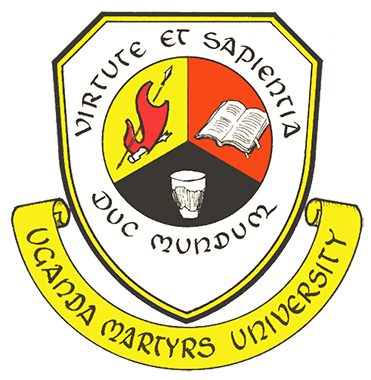 VIRTUTE ET SAPIENTIA
DUC MUNDUM
UGANDA MARTYRS UNIVERSITY